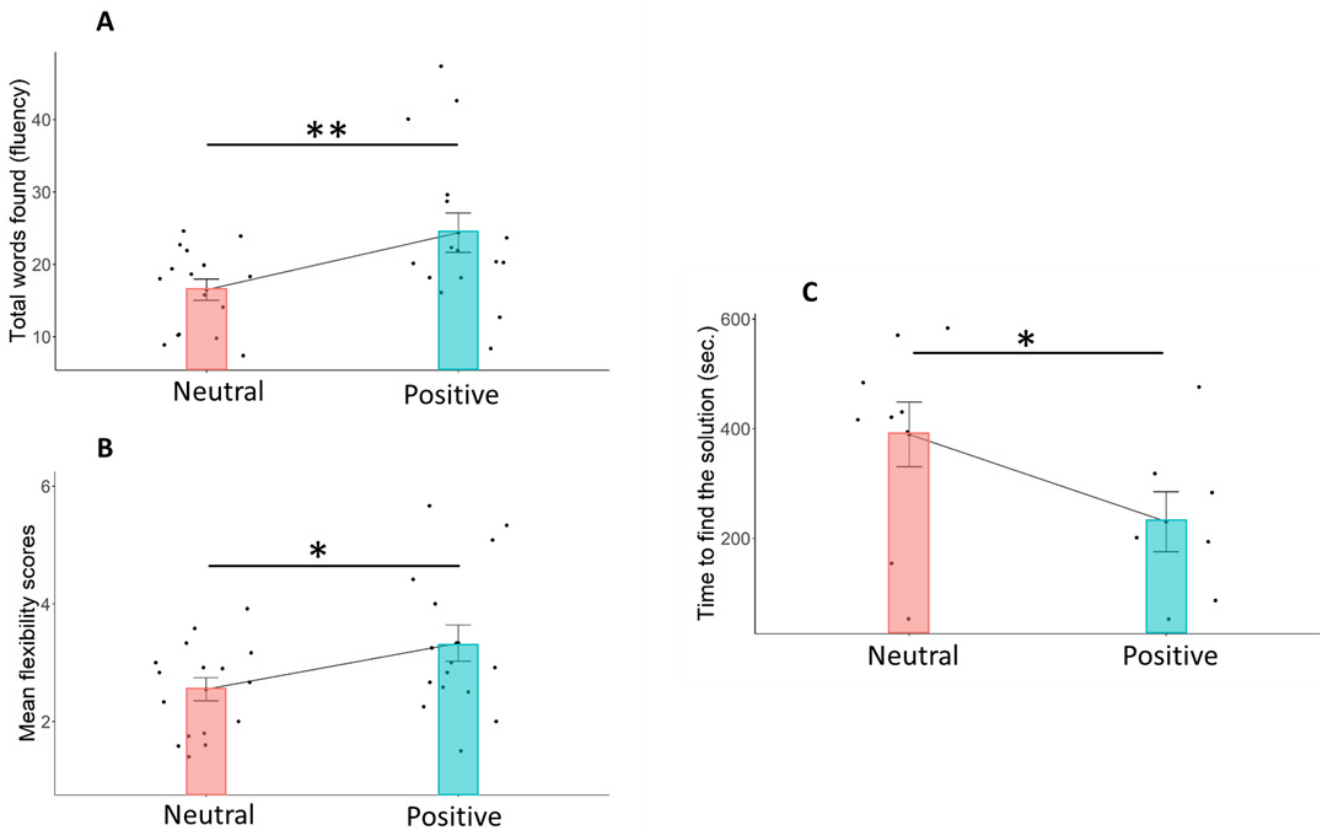 A
Total words found (fluency)
40
30
20
10
**
Neutral
Positive
B
Mean flexibility scores
6
4
2
*
Neutral
Positive
C
Time to find the solution (sec.)
600
400
200
*
Neutral
Positive